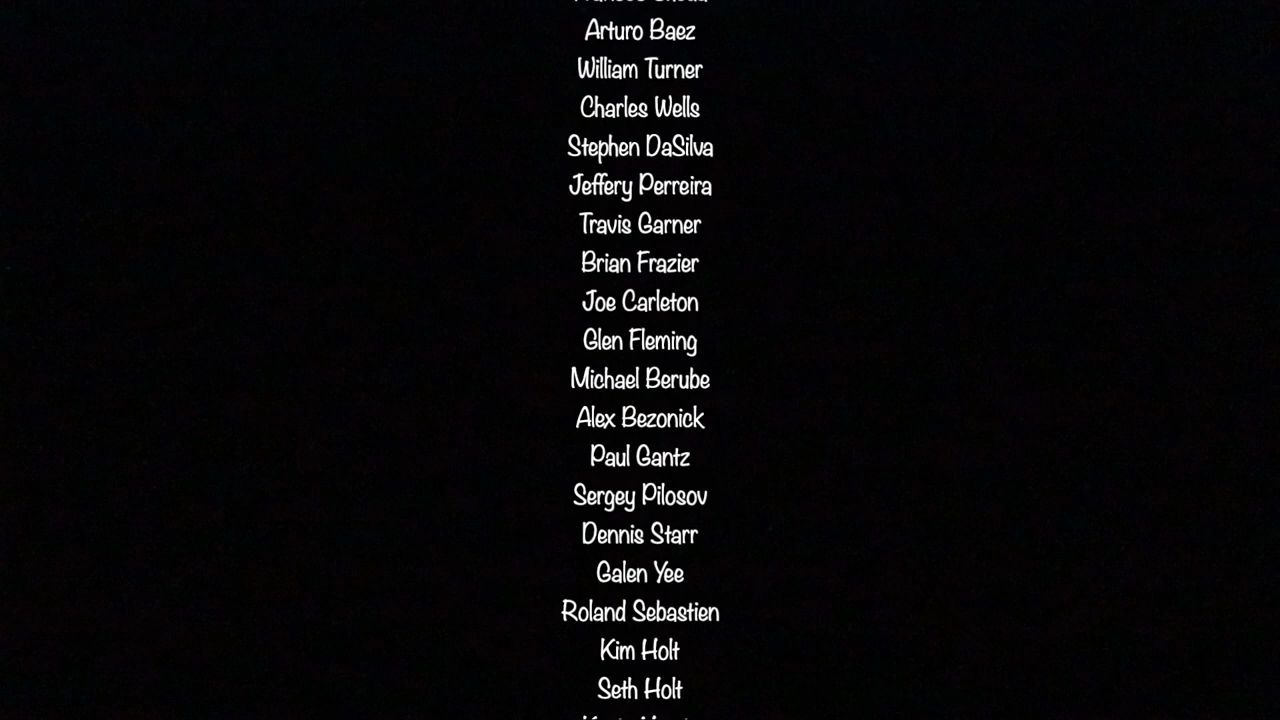 Arturo Baez
William Turner
Charles Wells
Stephen DaSilva
Jeffery Perreira
Travis Garner
Brian Frazier
Joe Carleton
Glen Fleming
Michael Berube
Alex Bezonick
Paul Gantz
Sergey Pilosov
Dennis Starr
Galen Yee
Roland Sebastien
Kim Holt
Seth Holt